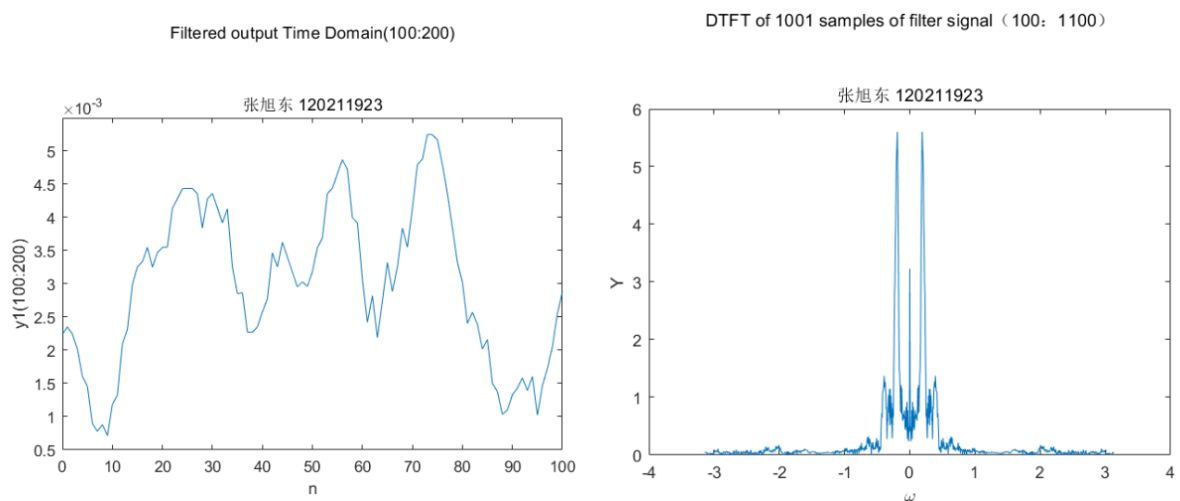 Filtered output Time Domain(100:200)
张旭东 120211923
×10⁻³
5
4.5
4
3.5
3
2.5
2
1.5
1
0.5
y1(100:200)
0 10 20 30 40 50 60 70 80 90 100
n
DTFT of 1001 samples of filter signal（100：1100）
张旭东 120211923
6
5
4
3
2
1
0
Y
-4 -3 -2 -1 0 1 2 3 4
ω